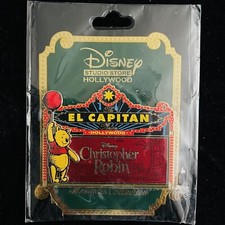 Disney
STUDIO STORE
HOLLYWOOD
EL CAPITAN
HOLLYWOOD
Disney
Christopher
Robin